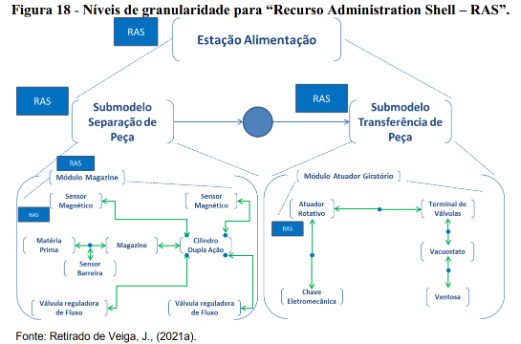 Figura 18 - Níveis de granularidade para “Recurso Administration Shell – RAS”.
RAS
Estação Alimentação
RAS
Submodelo
Separação de
Peça
RAS
Submodelo
Transferência de
Peça
RAS
Módulo Magazine
Sensor
Magnético
Sensor
Magnético
RAS
Matéria
Prima
Magazine
Cilindro
Dupla Ação
Sensor
Barreira
Válvula reguladora
de Fluxo
Válvula reguladora
de Fluxo
Módulo Atuador Giratório
Atuador
Rotativo
Terminal de
Válvulas
RAS
Vacuostato
Chave
Eletromecânica
Ventosa
Fonte: Retirado de Veiga, J., (2021a).